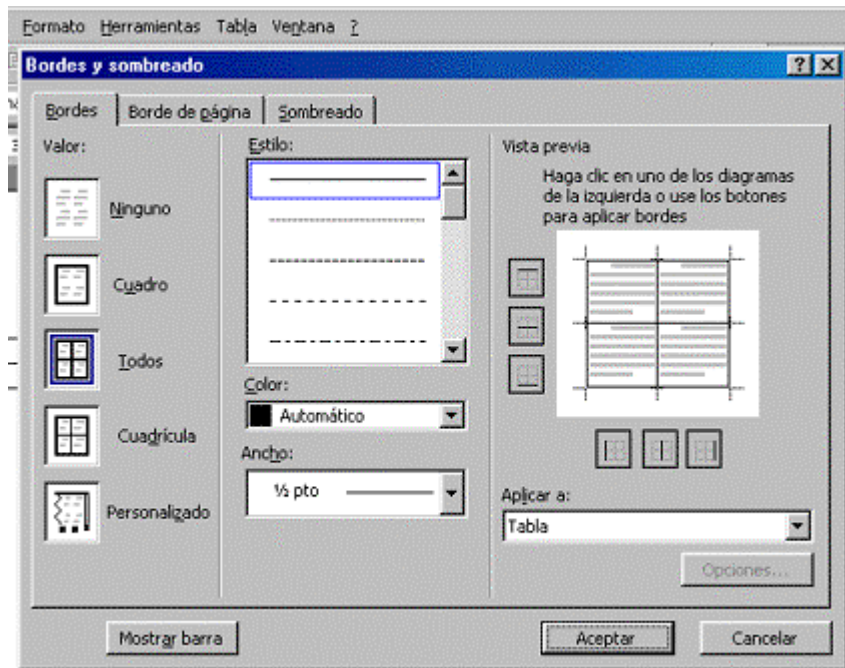 Formato Herramientas Tabla Ventana ?
Bordes y sombreado
Bordes Borde de página Sombreado
Valor:
Ninguno
Cuadro
Todos
Cuadrícula
Personalizado
Estilo:
Color:
Automático
Ancho:
½ pto
Vista previa
Haga clic en uno de los diagramas
de la izquierda o use los botones
para aplicar bordes
Aplicar a:
Tabla
Opciones...
Mostrar barra
Aceptar
Cancelar